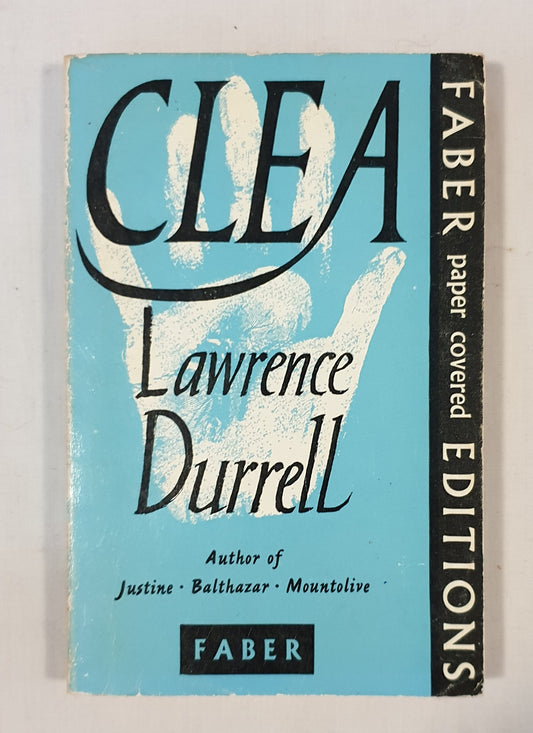 CLEA
Lawrence
Durrell
Author of
Justine · Balthazar · Mountolive
FABER
FABER paper covered EDITIONS